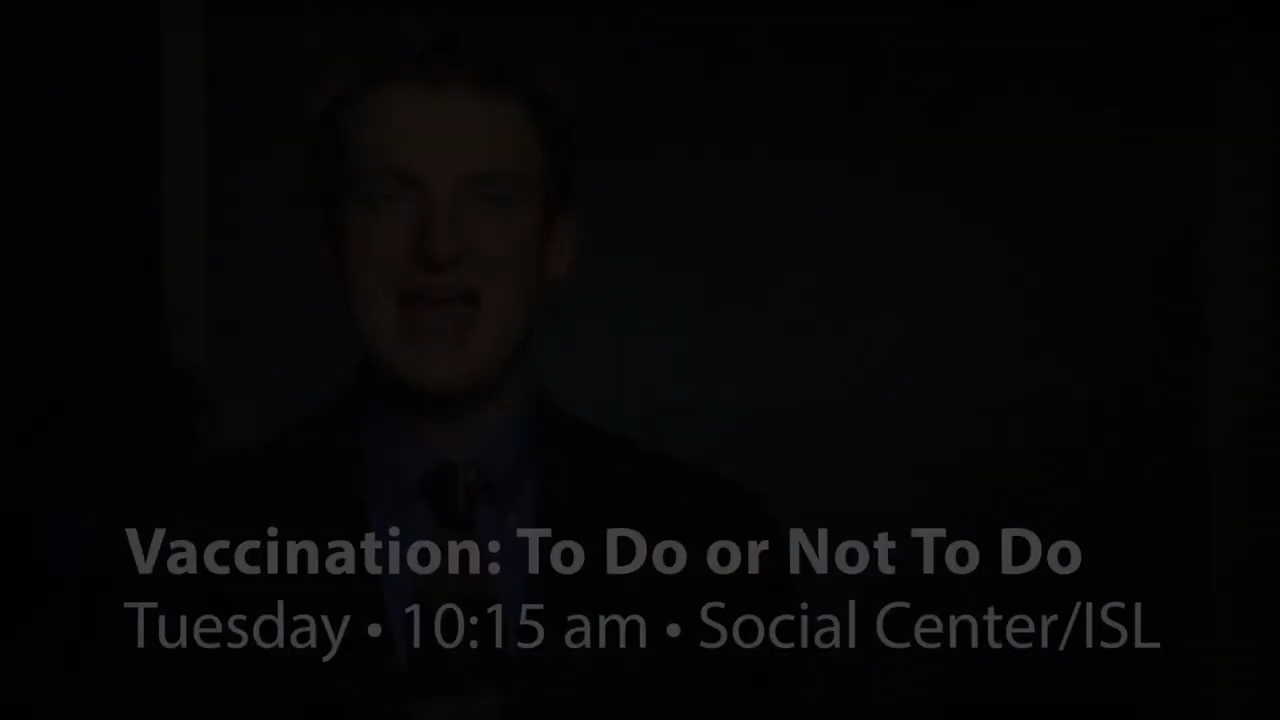 Vaccination: To Do or Not To Do
Tuesday • 10:15 am • Social Center/ISL